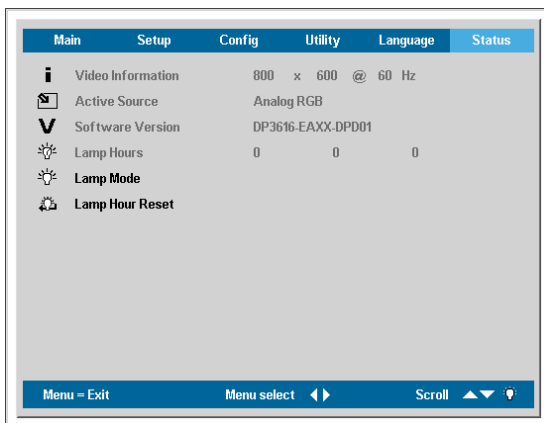 Main Setup Config Utility Language Status
Video Information 800 x 600 @ 60 Hz
Active Source Analog RGB
Software Version DP3616-EAXX-DPD01
Lamp Hours 0 0 0
Lamp Mode
Lamp Hour Reset
Menu = Exit Menu select Scroll